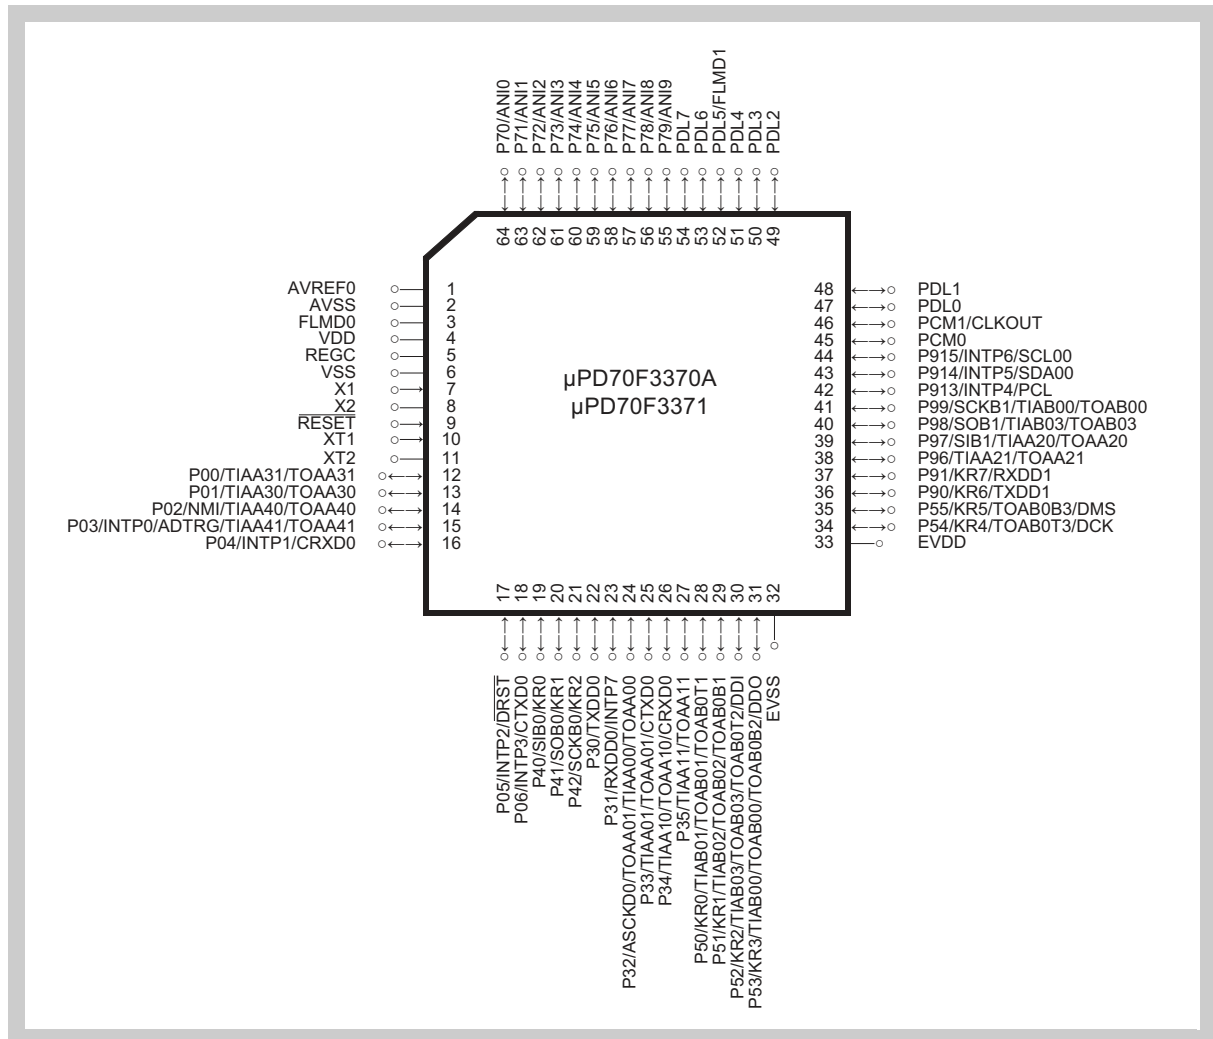 P70/ANI0
P71/ANI1
P72/ANI2
P73/ANI3
P74/ANI4
P75/ANI5
P76/ANI6
P77/ANI7
P78/ANI8
P79/ANI9
PDL7
PDL6
PDL5/FLMD1
PDL4
PDL3
PDL2
64
63
62
61
60
59
58
57
56
55
54
53
52
51
50
49
AVREF0 1
AVSS 2
FLMD0 3
VDD 4
REGC 5
VSS 6
X1 7
X2 8
RESET 9
XT1 10
XT2 11
P00/TIAA31/TOAA31 12
P01/TIAA30/TOAA30 13
P02/NMI/TIAA40/TOAA40 14
P03/INTP0/ADTRG/TIAA41/TOAA41 15
P04/INTP1/CRXD0 16
µPD70F3370A
µPD70F3371
48 PDL1
47 PDL0
46 PCM1/CLKOUT
45 PCM0
44 P915/INTP6/SCL00
43 P914/INTP5/SDA00
42 P913/INTP4/PCL
41 P99/SCKB1/TIAB00/TOAB00
40 P98/SOB1/TIAB03/TOAB03
39 P97/SIB1/TIAA20/TOAA20
38 P96/TIAA21/TOAA21
37 P91/KR7/RXDD1
36 P90/KR6/TXDD1
35 P55/KR5/TOAB0B3/DMS
34 P54/KR4/TOAB0T3/DCK
33 EVDD
17
18
19
20
21
22
23
24
25
26
27
28
29
30
31
32
P05/INTP2/DRST
P06/INTP3/CTXD0
P40/SIB0/KR0
P41/SOB0/KR1
P42/SCKB0/KR2
P30/TXDD0
P31/RXDD0/INTP7
P32/ASCKD0/TOAA01/TIAA00/TOAA00
P33/TIAA01/TOAA01/CTXD0
P34/TIAA10/TOAA10/CRXD0
P35/TIAA11/TOAA11
P50/KR0/TIAB01/TOAB01/TOAB0T1
P51/KR1/TIAB02/TOAB02/TOAB0B1
P52/KR2/TIAB03/TOAB03/TOAB0T2/DDI
P53/KR3/TIAB00/TOAB00/TOAB0B2/DDO
EVSS